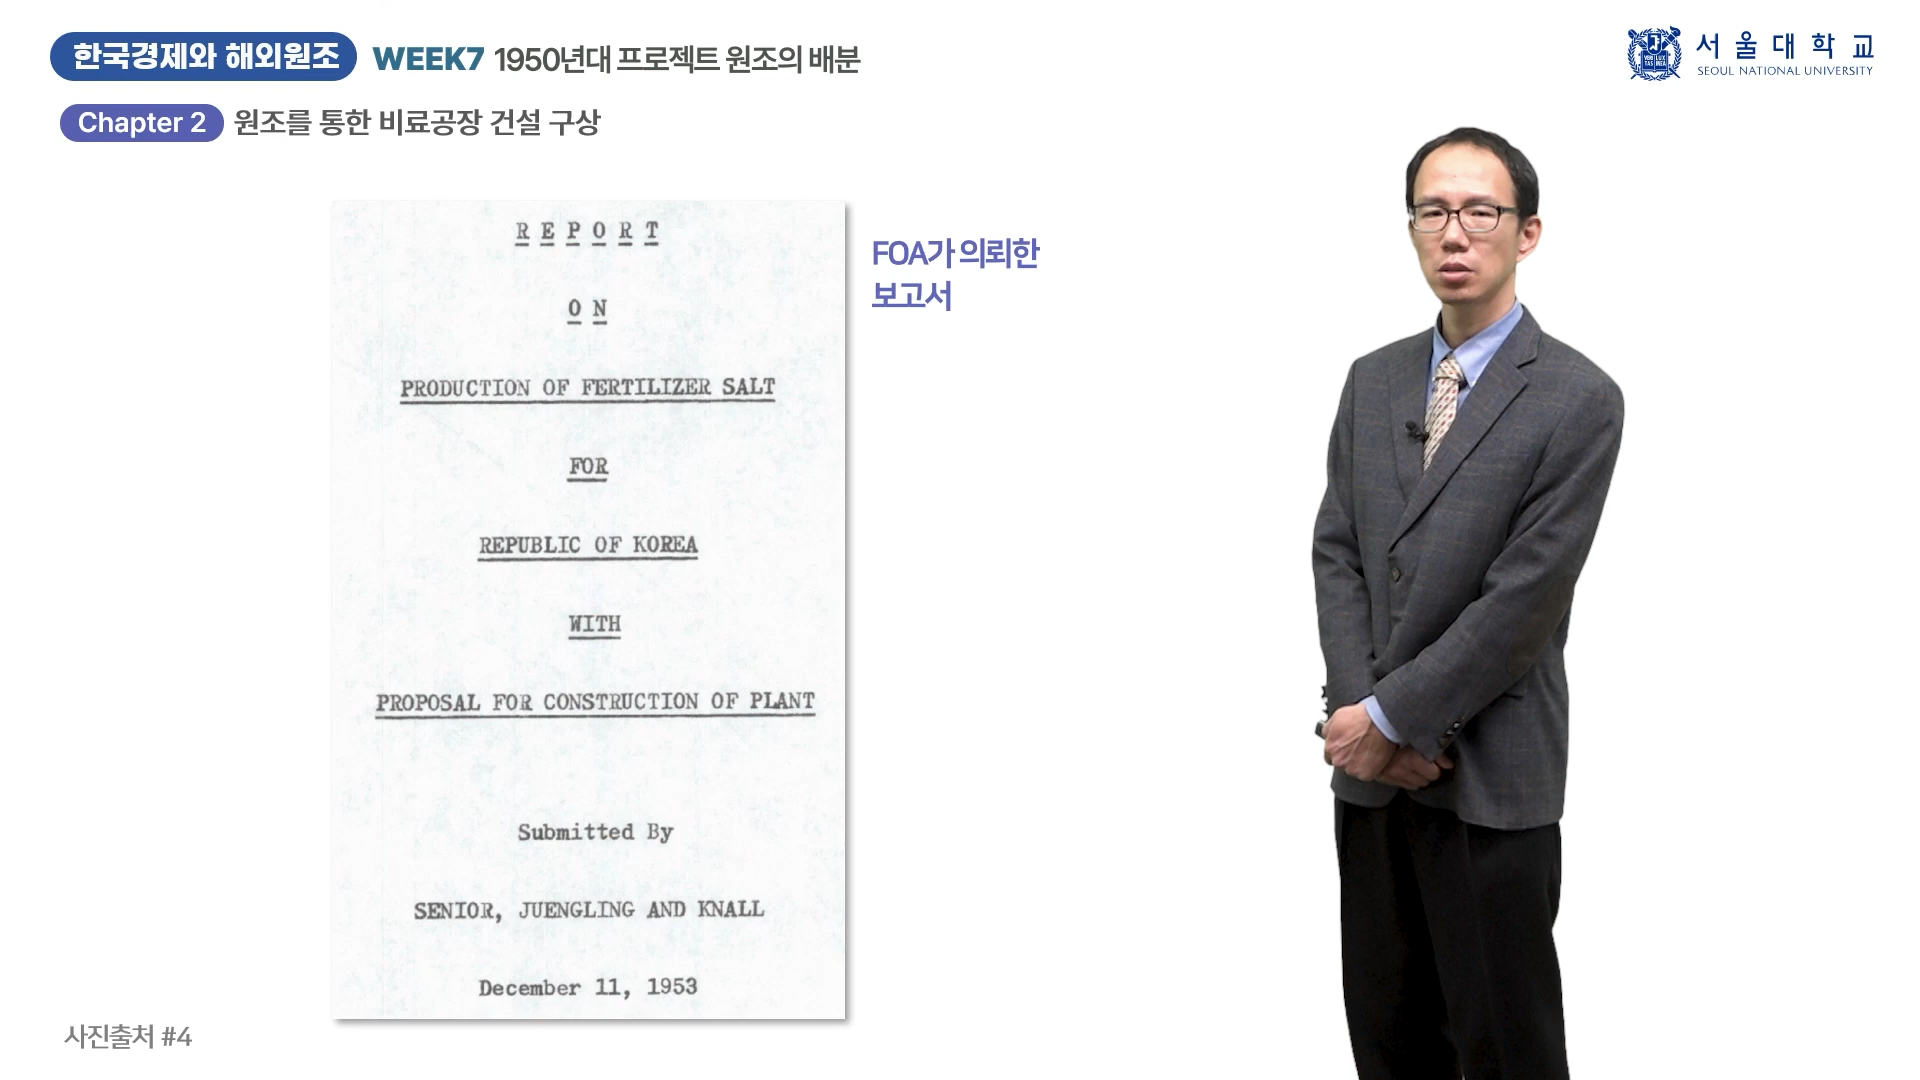 한국경제와 해외원조 WEEK7 1950년대 프로젝트 원조의 배분
서울대학교
SEOUL NATIONAL UNIVERSITY
Chapter 2 원조를 통한 비료공장 건설 구상
REPORT
ON
PRODUCTION OF FERTILIZER SALT
FOR
REPUBLIC OF KOREA
WITH
PROPOSAL FOR CONSTRUCTION OF PLANT
Submitted By
SENIOR, JUENGLING AND KNALL
December 11, 1953
FOA가 의뢰한
보고서
사진출처 #4